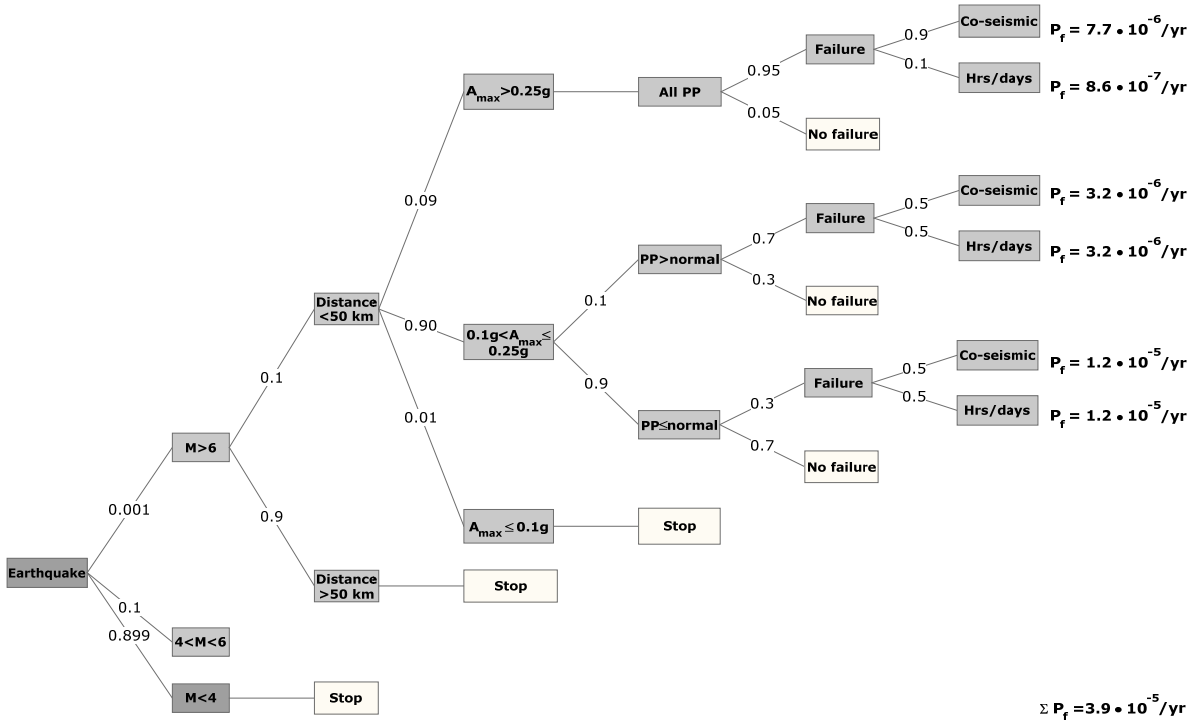 Co-seismic
P_f = 7.7 • 10^-6/yr
0.9
Failure
0.1
Hrs/days
P_f = 8.6 • 10^-7/yr
0.95
A_max>0.25g
All PP
0.05
No failure
0.09
Co-seismic
P_f = 3.2 • 10^-6/yr
0.5
Failure
0.5
Hrs/days
P_f = 3.2 • 10^-6/yr
0.7
PP>normal
0.3
No failure
0.1
Distance
<50 km
0.90
0.1g<A_max≤
0.25g
Co-seismic
P_f = 1.2 • 10^-5/yr
0.5
Failure
0.5
Hrs/days
P_f = 1.2 • 10^-5/yr
0.9
0.3
PP≤normal
0.7
No failure
0.1
0.01
M>6
0.001
0.9
A_max ≤ 0.1g
Stop
Distance
>50 km
Stop
Earthquake
0.1
0.899
4<M<6
M<4
Stop
Σ P_f =3.9 • 10^-5/yr